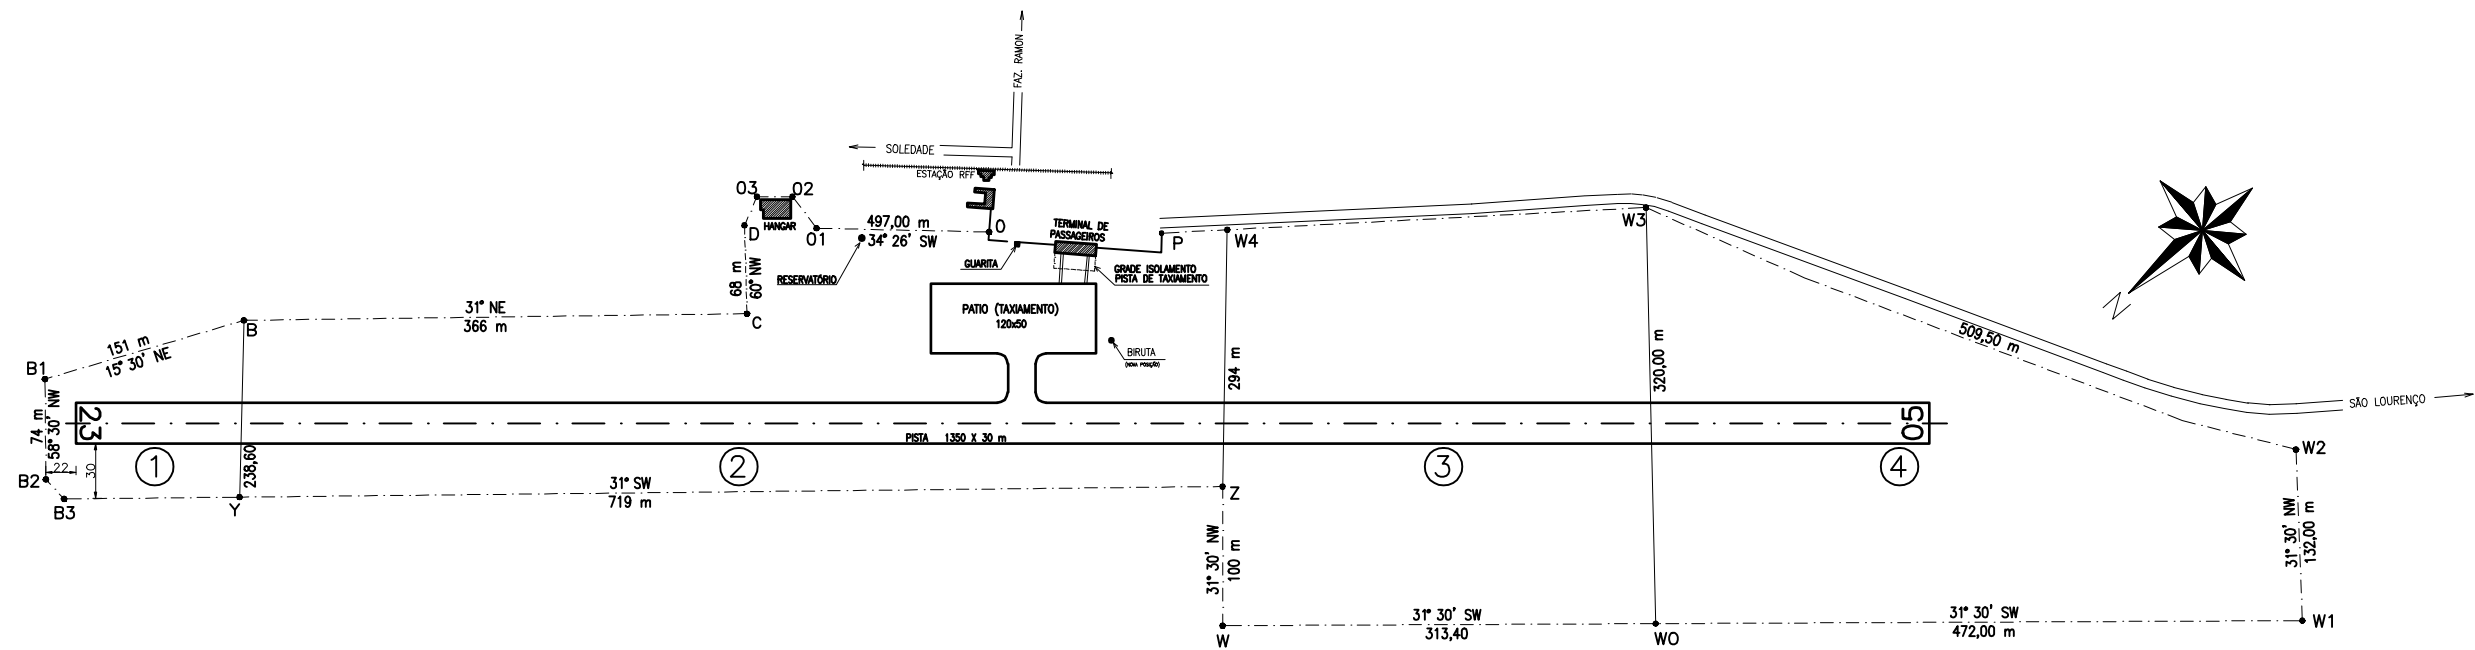 FAZ. RAMON
SOLEDADE
ESTAÇÃO RFF
O3
O2
HANGAR
D
O1
497,00 m
34° 26' SW
O
TERMINAL DE
PASSAGEIROS
P
W4
W3
GUARITA
RESERVATÓRIO
GRADE ISOLAMENTO
PISTA DE TAXIAMENTO
68 m
60° NW
31° NE
366 m
B
C
PATIO (TAXIAMENTO)
120x50
BIRUTA
(NOVA POSIÇÃO)
151 m
15° 30' NE
B1
74 m
58° 30' NW
294 m
320,00 m
509,50 m
SÃO LOURENÇO
N
23
05
PISTA 1350 X 30 m
1
2
3
4
W2
B2
22
30
238,60
B3
Y
31° SW
719 m
Z
31° 30' NW
100 m
31° 30' NW
132,00 m
W
31° 30' SW
313,40
WO
31° 30' SW
472,00 m
W1